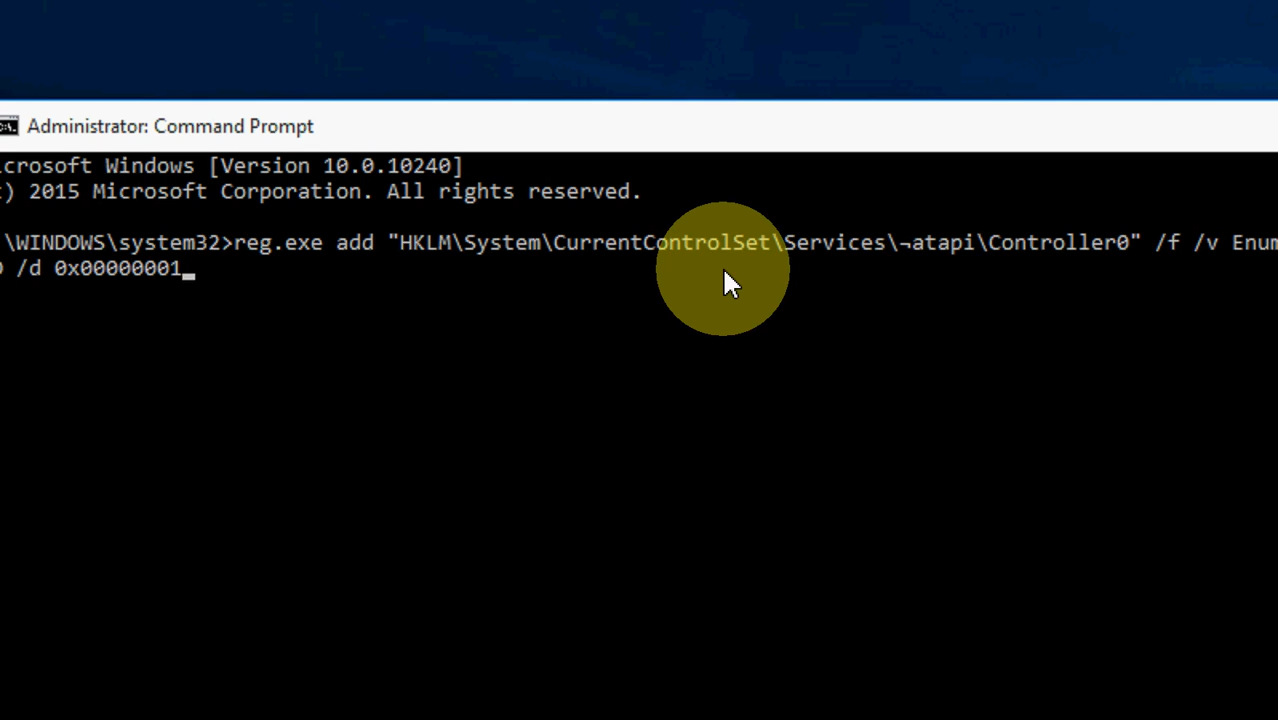 Administrator: Command Prompt
icrosoft Windows [Version 10.0.10240]
c) 2015 Microsoft Corporation. All rights reserved.
\WINDOWS\system32>reg.exe add "HKLM\System\CurrentControlSet\Services\¬atapi\Controller0" /f /v Enum
D /d 0x00000001_